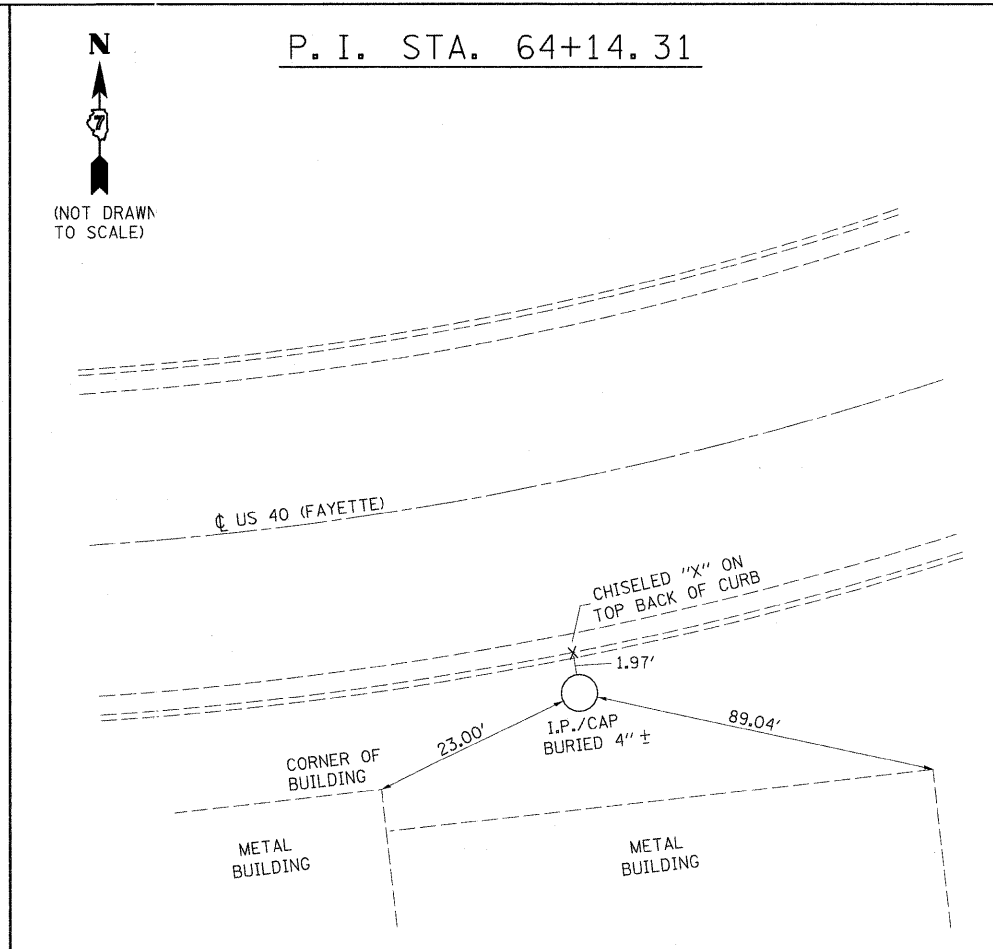 P. I. STA. 64+14.31
N
7
(NOT DRAWN
TO SCALE)
℄ US 40 (FAYETTE)
CHISELED "X" ON
TOP BACK OF CURB
X
1.97'
I.P./CAP
BURIED 4" ±
23.00'
89.04'
CORNER OF
BUILDING
METAL
BUILDING
METAL
BUILDING